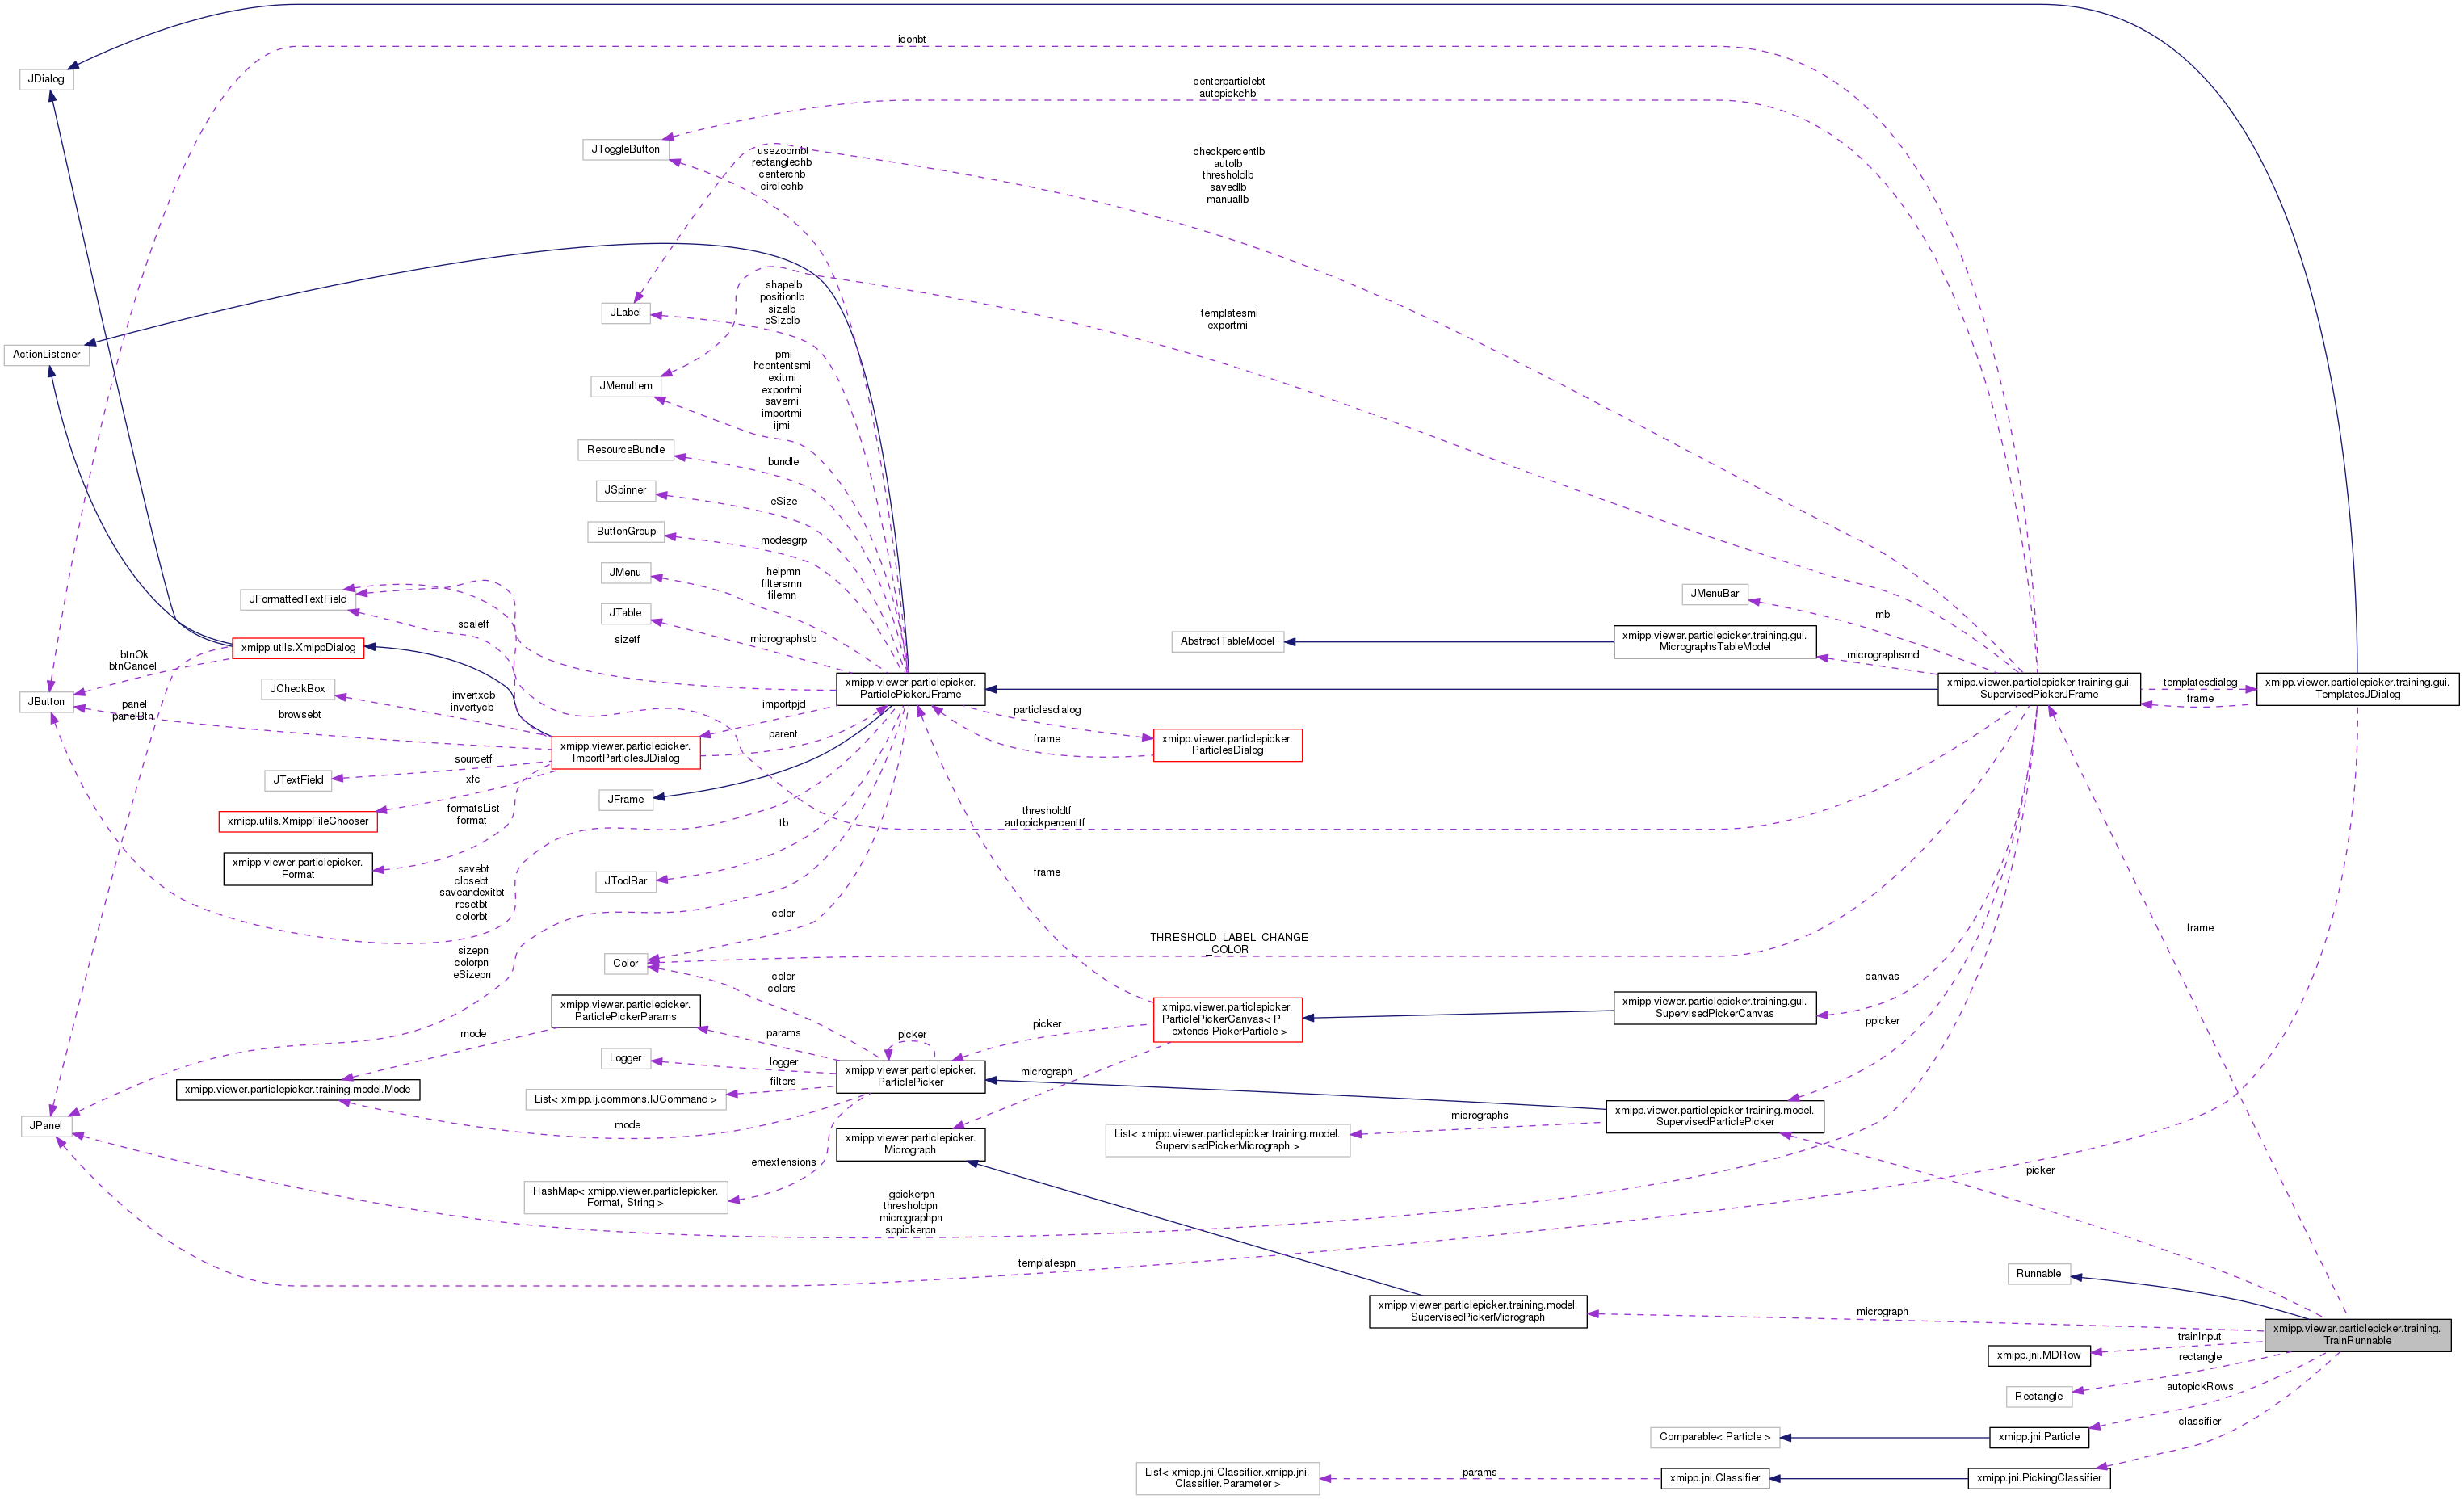 iconbt
JDialog
centerparticlebt
autopickchb
JToggleButton
usezoombt
rectanglechb
centerchb
circlechb
checkpercentlb
autolb
thresholdlb
savedlb
manuallb
JLabel
shapelb
positionlb
sizelb
eSizelb
templatesmi
exportmi
ActionListener
JMenuItem
pmi
hcontentsmi
exitmi
exportmi
savemi
importmi
ijmi
ResourceBundle
bundle
JSpinner
eSize
ButtonGroup
modesgrp
JMenu
helpmn
filtersmn
filemn
JFormattedTextField
JTable
micrographstb
scaletf
sizetf
JMenuBar
mb
AbstractTableModel
xmipp.viewer.particlepicker.training.gui.
MicrographsTableModel
micrographsmd
xmipp.utils.XmippDialog
btnOk
btnCancel
JButton
panel
panelBtn
JCheckBox
invertxcb
invertycb
browsebt
xmipp.viewer.particlepicker.
ParticlePickerJFrame
xmipp.viewer.particlepicker.training.gui.
SupervisedPickerJFrame
templatesdialog
frame
xmipp.viewer.particlepicker.training.gui.
TemplatesJDialog
importpjd
parent
particlesdialog
frame
xmipp.viewer.particlepicker.
ParticlesDialog
xmipp.viewer.particlepicker.
ImportParticlesJDialog
JTextField
sourcetf
xfc
xmipp.utils.XmippFileChooser
formatsList
format
xmipp.viewer.particlepicker.
Format
JFrame
tb
thresholdtf
autopickpercenttf
JToolBar
savebt
closebt
saveandexitbt
resetbt
colorbt
color
frame
frame
THRESHOLD_LABEL_CHANGE
_COLOR
sizepn
colorpn
eSizepn
Color
color
colors
canvas
xmipp.viewer.particlepicker.
ParticlePickerParams
xmipp.viewer.particlepicker.
ParticlePickerCanvas< P
extends PickerParticle >
xmipp.viewer.particlepicker.training.gui.
SupervisedPickerCanvas
mode
params
picker
picker
ppicker
Logger
logger
xmipp.viewer.particlepicker.
ParticlePicker
micrograph
filters
List< xmipp.ij.commons.IJCommand >
xmipp.viewer.particlepicker.training.model.Mode
JPanel
mode
xmipp.viewer.particlepicker.training.model.
SupervisedParticlePicker
micrographs
List< xmipp.viewer.particlepicker.training.model.
SupervisedPickerMicrograph >
xmipp.viewer.particlepicker.
Micrograph
emextensions
HashMap< xmipp.viewer.particlepicker.
Format, String >
picker
gpickerpn
thresholdpn
micrographpn
sppickerpn
templatespn
Runnable
xmipp.viewer.particlepicker.training.model.
SupervisedPickerMicrograph
micrograph
xmipp.viewer.particlepicker.training.
TrainRunnable
trainInput
xmipp.jni.MDRow
rectangle
Rectangle
autopickRows
classifier
Comparable< Particle >
xmipp.jni.Particle
List< xmipp.jni.Classifier.xmipp.jni.
Classifier.Parameter >
params
xmipp.jni.Classifier
xmipp.jni.PickingClassifier